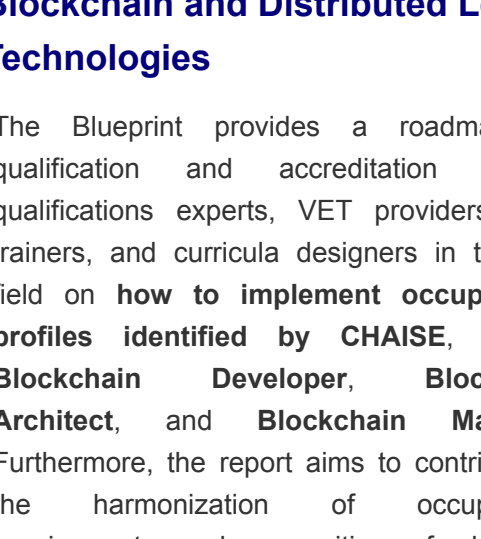 Blockchain and Distributed Le
Technologies
The Blueprint provides a roadma
qualification and accreditation
qualifications experts, VET providers
trainers, and curricula designers in t
field on how to implement occup
profiles identified by CHAISE,
Blockchain Developer, Bloc
Architect, and Blockchain Ma
Furthermore, the report aims to contri
the harmonization of occup